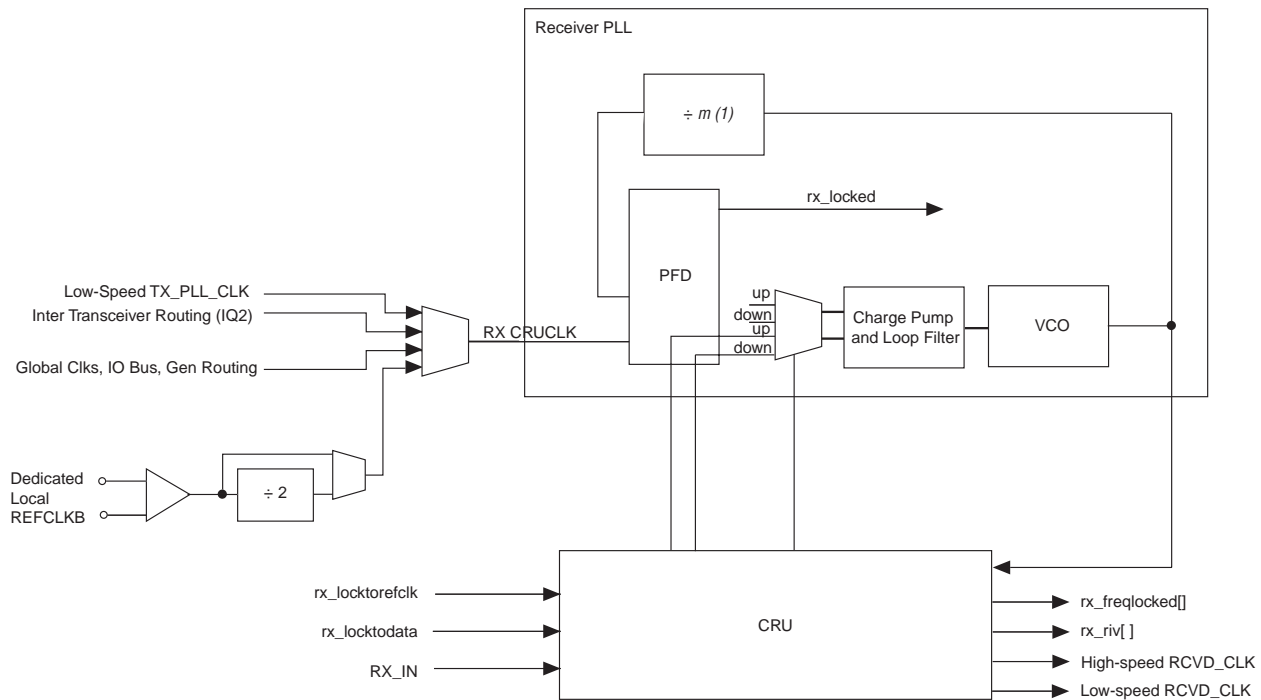 Receiver PLL
÷ m (1)
rx_locked
PFD
Low-Speed TX_PLL_CLK
Inter Transceiver Routing (IQ2)
Global Clks, IO Bus, Gen Routing
RX CRUCLK
up
down
up
down
Charge Pump
and Loop Filter
VCO
Dedicated
Local
REFCLKB
÷ 2
rx_locktorefclk
rx_locktodata
RX_IN
CRU
rx_freqlocked[]
rx_rlv[ ]
High-speed RCVD_CLK
Low-speed RCVD_CLK